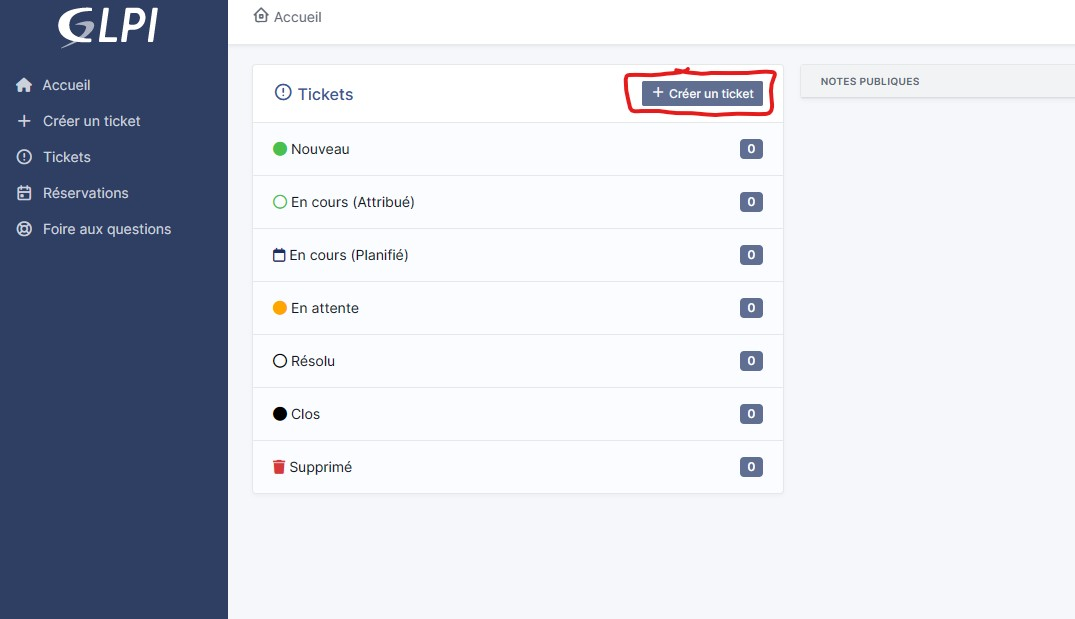 GLPI
Accueil
Créer un ticket
Tickets
Réservations
Foire aux questions
Accueil
Tickets
+ Créer un ticket
Nouveau 0
En cours (Attribué) 0
En cours (Planifié) 0
En attente 0
Résolu 0
Clos 0
Supprimé 0
NOTES PUBLIQUES